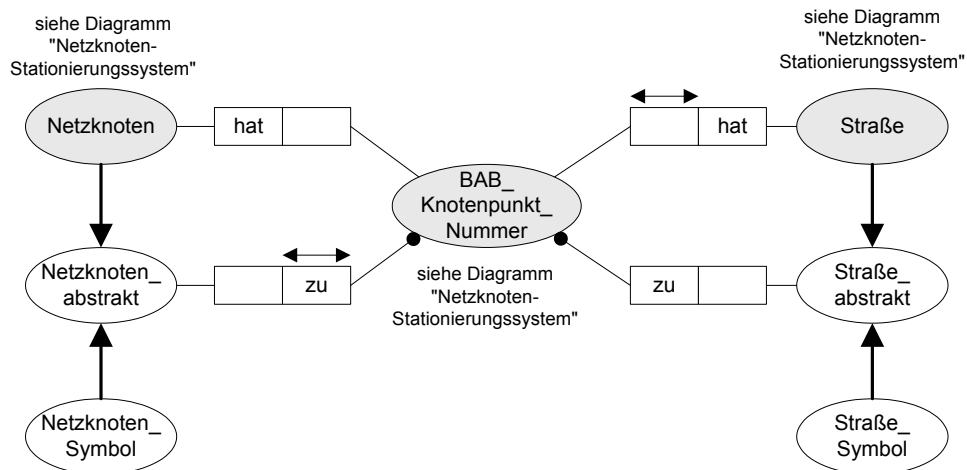 siehe Diagramm
"Netzknoten-
Stationierungssystem"
siehe Diagramm
"Netzknoten-
Stationierungssystem"
Netzknoten
hat
hat
Straße
BAB_
Knotenpunkt_
Nummer
Netzknoten_
abstrakt
zu
siehe Diagramm
"Netzknoten-
Stationierungssystem"
zu
Straße_
abstrakt
Netzknoten_
Symbol
Straße_
Symbol